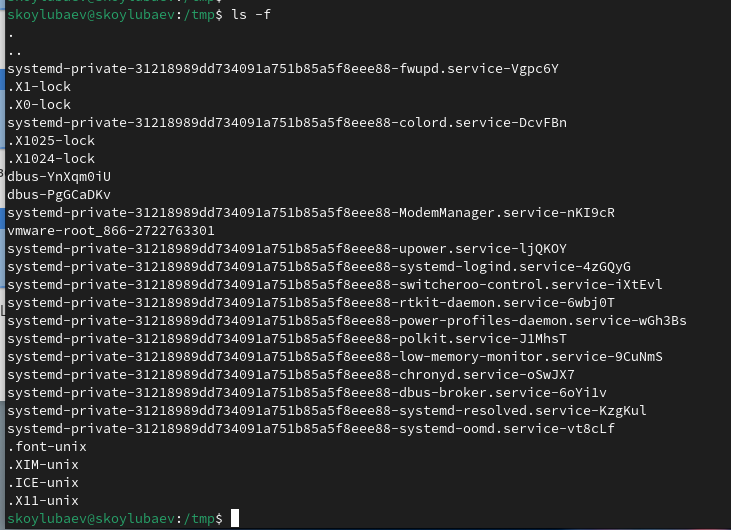 skoylubaev@skoylubaev:/tmp$ ls -f
.
..
systemd-private-31218989dd734091a751b85a5f8eee88-fwupd.service-Vgpc6Y
.X1-lock
.X0-lock
systemd-private-31218989dd734091a751b85a5f8eee88-colord.service-DcvFBn
.X1025-lock
.X1024-lock
dbus-YnXqm0iU
dbus-PgGCaDKv
systemd-private-31218989dd734091a751b85a5f8eee88-ModemManager.service-nKI9cR
vmware-root_866-2722763301
systemd-private-31218989dd734091a751b85a5f8eee88-upower.service-ljQKOY
systemd-private-31218989dd734091a751b85a5f8eee88-systemd-logind.service-4zGQyG
systemd-private-31218989dd734091a751b85a5f8eee88-switcheroo-control.service-iXtEvl
systemd-private-31218989dd734091a751b85a5f8eee88-rtkit-daemon.service-6wbj0T
systemd-private-31218989dd734091a751b85a5f8eee88-power-profiles-daemon.service-wGh3Bs
systemd-private-31218989dd734091a751b85a5f8eee88-polkit.service-J1MhsT
systemd-private-31218989dd734091a751b85a5f8eee88-low-memory-monitor.service-9CuNmS
systemd-private-31218989dd734091a751b85a5f8eee88-chronyd.service-oSwJX7
systemd-private-31218989dd734091a751b85a5f8eee88-dbus-broker.service-6oYi1v
systemd-private-31218989dd734091a751b85a5f8eee88-systemd-resolved.service-KzgKul
systemd-private-31218989dd734091a751b85a5f8eee88-systemd-oomd.service-vt8cLf
.font-unix
.XIM-unix
.ICE-unix
.X11-unix
skoylubaev@skoylubaev:/tmp$